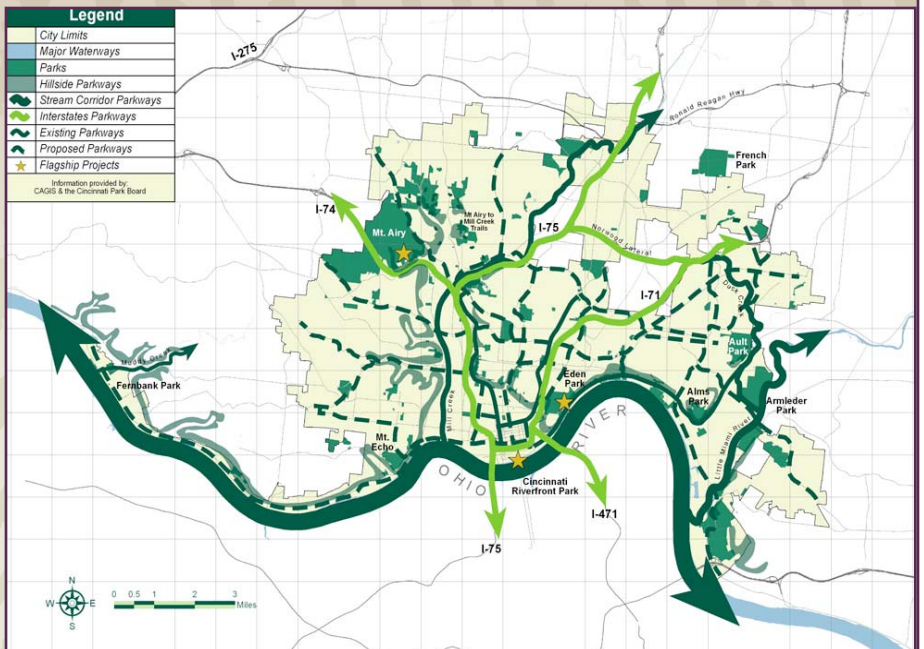 Legend
City Limits
Major Waterways
Parks
Hillside Parkways
Stream Corridor Parkways
Interstates Parkways
Existing Parkways
Proposed Parkways
Flagship Projects
Information provided by:
CAGIS & the Cincinnati Park Board
I-275
Ronald Reagan Hwy
French
Park
I-74
Mt. Airy
Mt Airy to
Mill Creek
Trails
I-75
Norwood Lateral
I-71
Duck Creek
Ault
Park
Muddy Creek
Fernbank Park
Eden
Park
Alms
Park
Armleder
Park
Mill Creek
Mt.
Echo
Little Miami River
OHIO RIVER
Cincinnati
Riverfront Park
I-471
I-75
N
W E
S
0 0.5 1 2 3
Miles